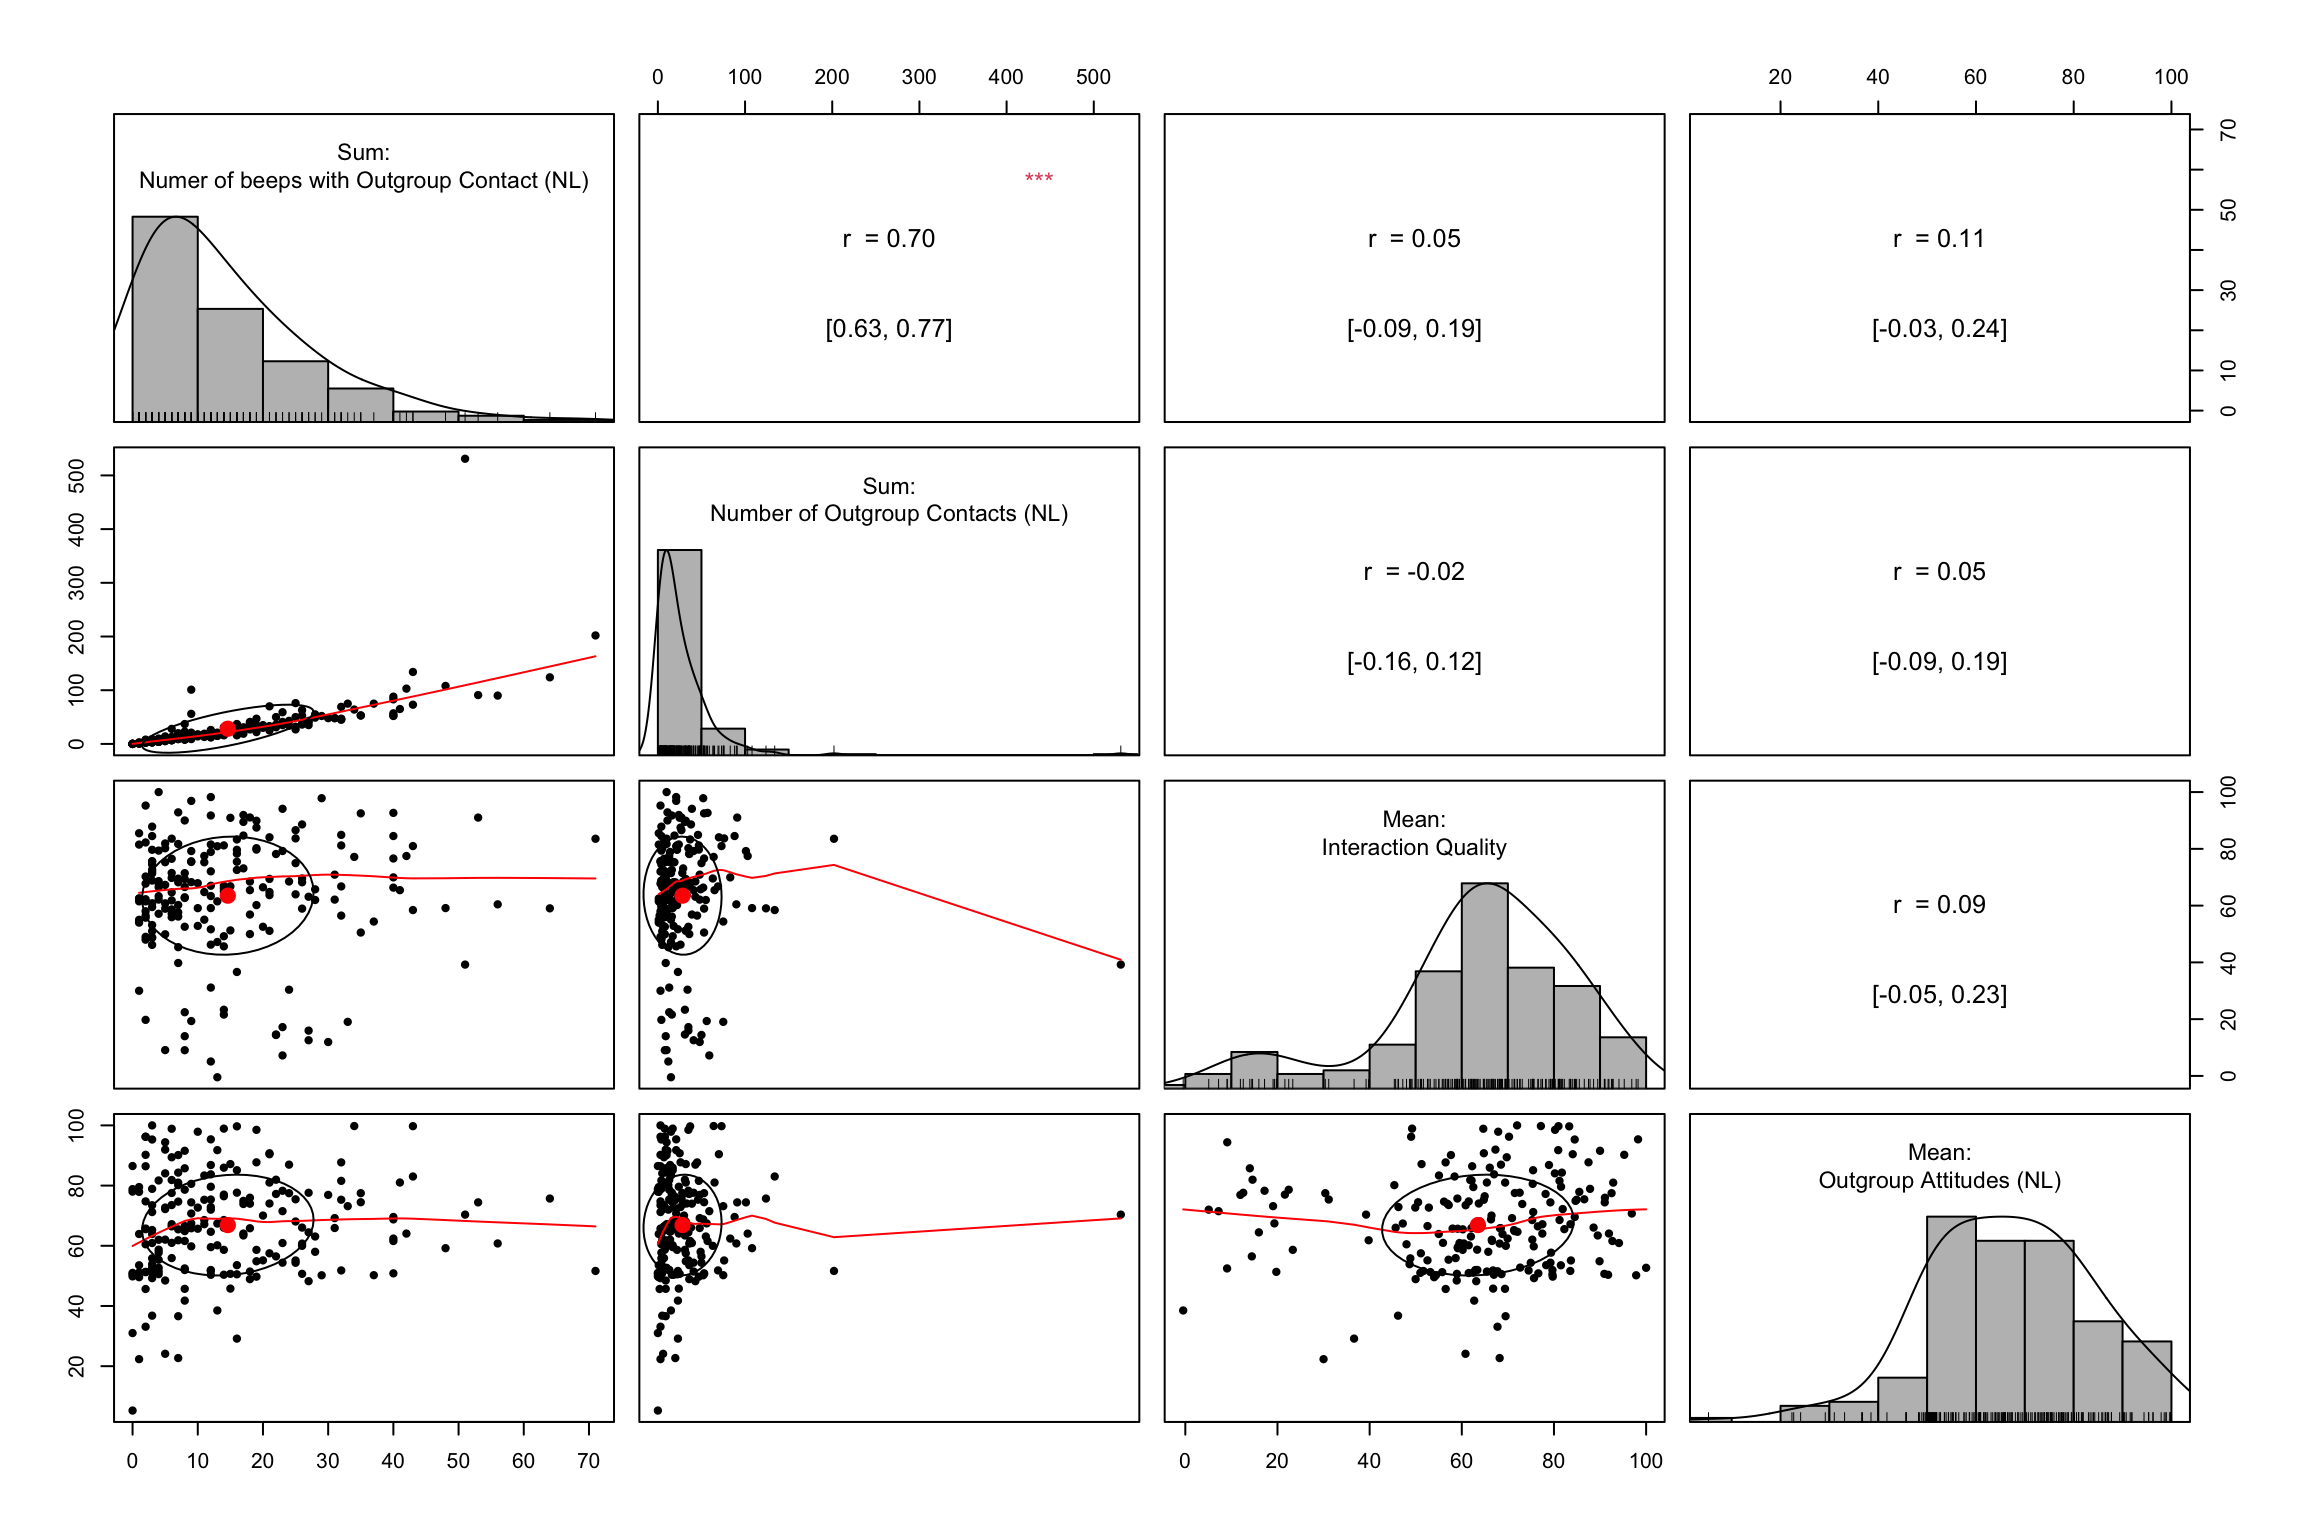 0 100 200 300 400 500
20 40 60 80 100
Sum:
Numer of beeps with Outgroup Contact (NL)
***
r = 0.70
[0.63, 0.77]
r = 0.05
[-0.09, 0.19]
r = 0.11
[-0.03, 0.24]
0 10 30 50 70
0 100 200 300 400 500
Sum:
Number of Outgroup Contacts (NL)
r = -0.02
[-0.16, 0.12]
r = 0.05
[-0.09, 0.19]
Mean:
Interaction Quality
r = 0.09
[-0.05, 0.23]
0 20 40 60 80 100
20 40 60 80 100
Mean:
Outgroup Attitudes (NL)
0 10 20 30 40 50 60 70
0 20 40 60 80 100